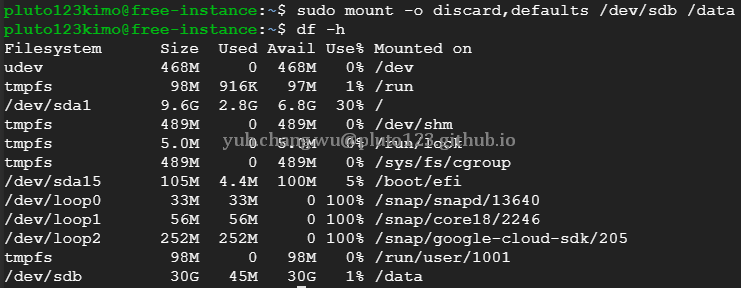 pluto123kimo@free-instance:~$ sudo mount -o discard,defaults /dev/sdb /data
pluto123kimo@free-instance:~$ df -h
Filesystem      Size  Used Avail Use% Mounted on
udev            468M     0  468M   0% /dev
tmpfs            98M  916K   97M   1% /run
/dev/sda1       9.6G  2.8G  6.8G  30% /
tmpfs           489M     0  489M   0% /dev/shm
yuh.changwu@pluto123.github.io
tmpfs           5.0M     0  5.0M   0% /run/lock
tmpfs           489M     0  489M   0% /sys/fs/cgroup
/dev/sda15      105M  4.4M  100M   5% /boot/efi
/dev/loop0       33M   33M     0 100% /snap/snapd/13640
/dev/loop1       56M   56M     0 100% /snap/core18/2246
/dev/loop2      252M  252M     0 100% /snap/google-cloud-sdk/205
tmpfs            98M     0   98M   0% /run/user/1001
/dev/sdb         30G   45M   30G   1% /data